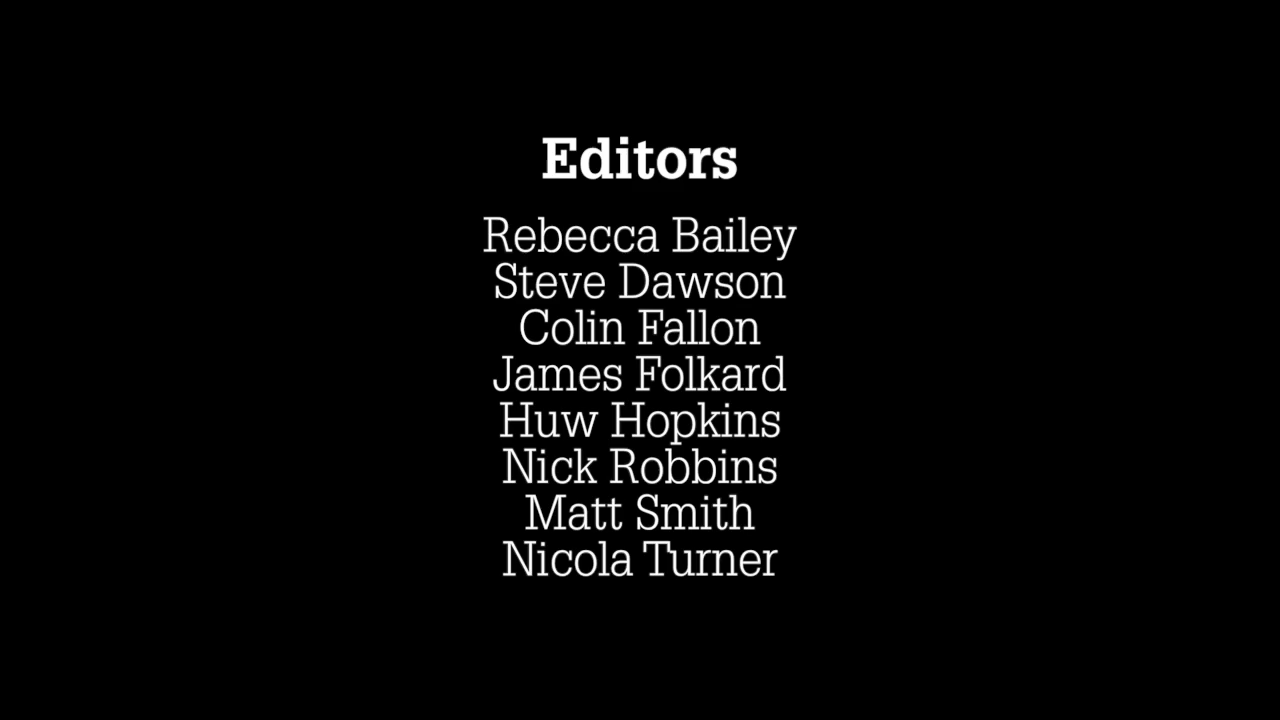 Editors
Rebecca Bailey
Steve Dawson
Colin Fallon
James Folkard
Huw Hopkins
Nick Robbins
Matt Smith
Nicola Turner